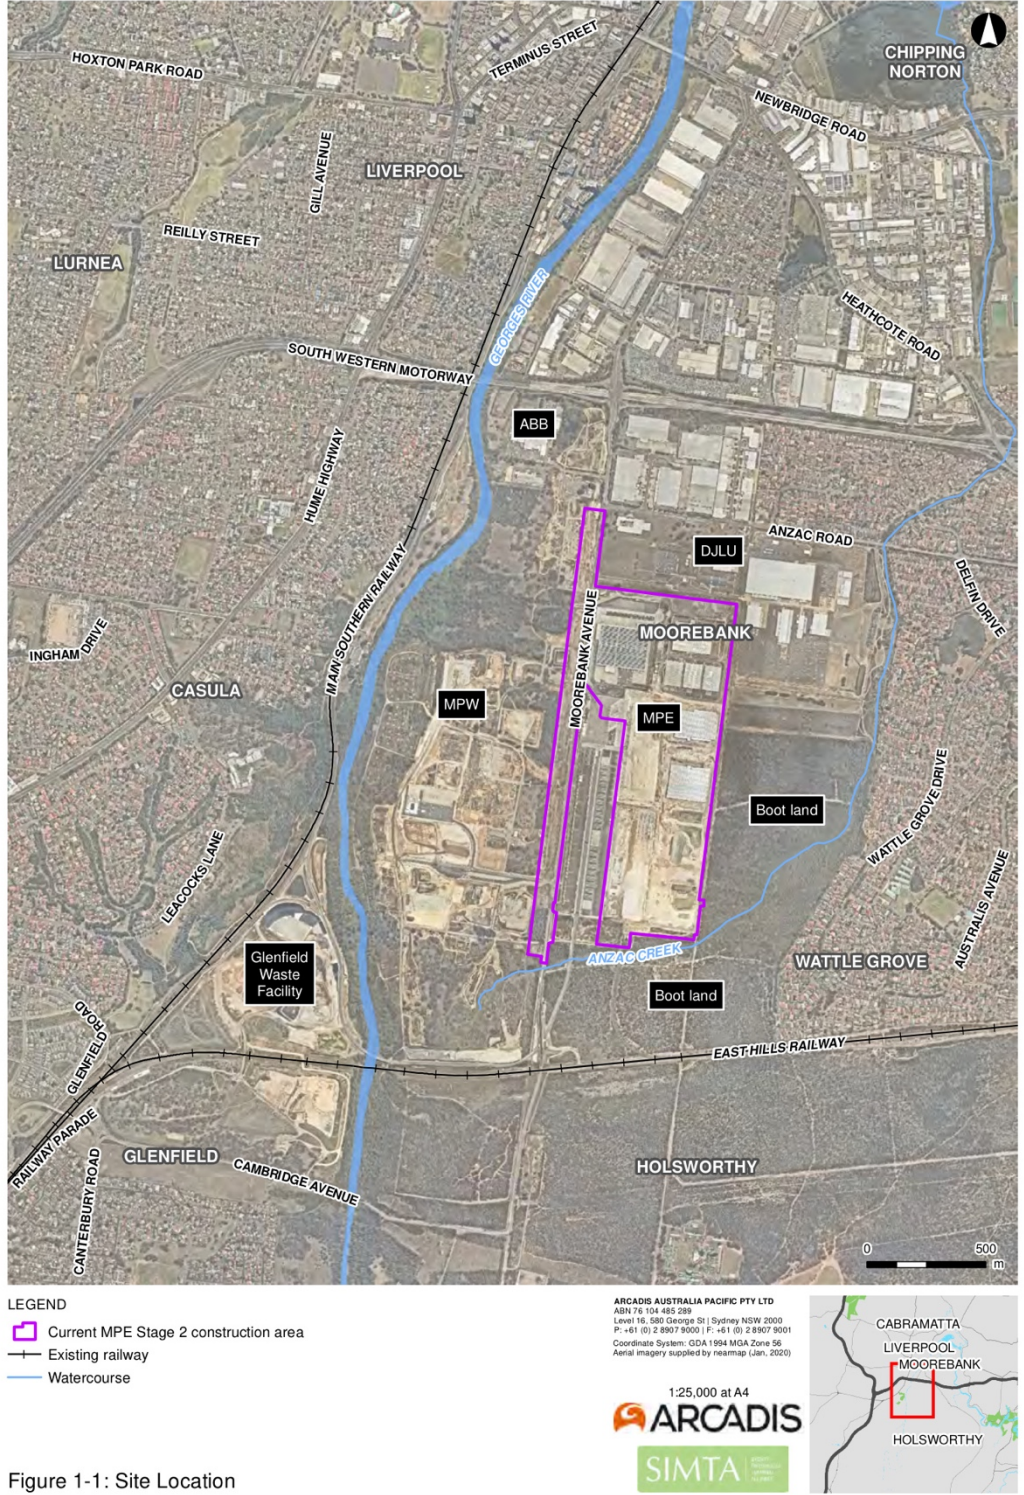 CHIPPING
NORTON
TERMINUS STREET
HOXTON PARK ROAD
NEWBRIDGE ROAD
GILL AVENUE
LIVERPOOL
REILLY STREET
LURNEA
GEORGES RIVER
HEATHCOTE ROAD
SOUTH WESTERN MOTORWAY
ABB
HUME HIGHWAY
ANZAC ROAD
DJLU
DELFIN DRIVE
MAIN SOUTHERN RAILWAY
MOOREBANK AVENUE
MOOREBANK
INGHAM DRIVE
CASULA
MPW
MPE
Boot land
WATTLE GROVE DRIVE
LEACOCKS LANE
AUSTRALIS AVENUE
Glenfield
Waste
Facility
ANZAC CREEK
WATTLE GROVE
Boot land
GLENFIELD ROAD
EAST HILLS RAILWAY
RAILWAY PARADE
GLENFIELD
CAMBRIDGE AVENUE
HOLSWORTHY
CANTERBURY ROAD
0 500
m
LEGEND
Current MPE Stage 2 construction area
Existing railway
Watercourse
ARCADIS AUSTRALIA PACIFIC PTY LTD
ABN 76 104 485 289
Level 16, 580 George St | Sydney NSW 2000
P: +61 (0) 2 8907 9000 | F: +61 (0) 2 8907 9001
Coordinate System: GDA 1994 MGA Zone 56
Aerial imagery supplied by nearmap (Jan, 2020)
1:25,000 at A4
ARCADIS
SIMTA
CABRAMATTA
LIVERPOOL
MOOREBANK
HOLSWORTHY
Figure 1-1: Site Location